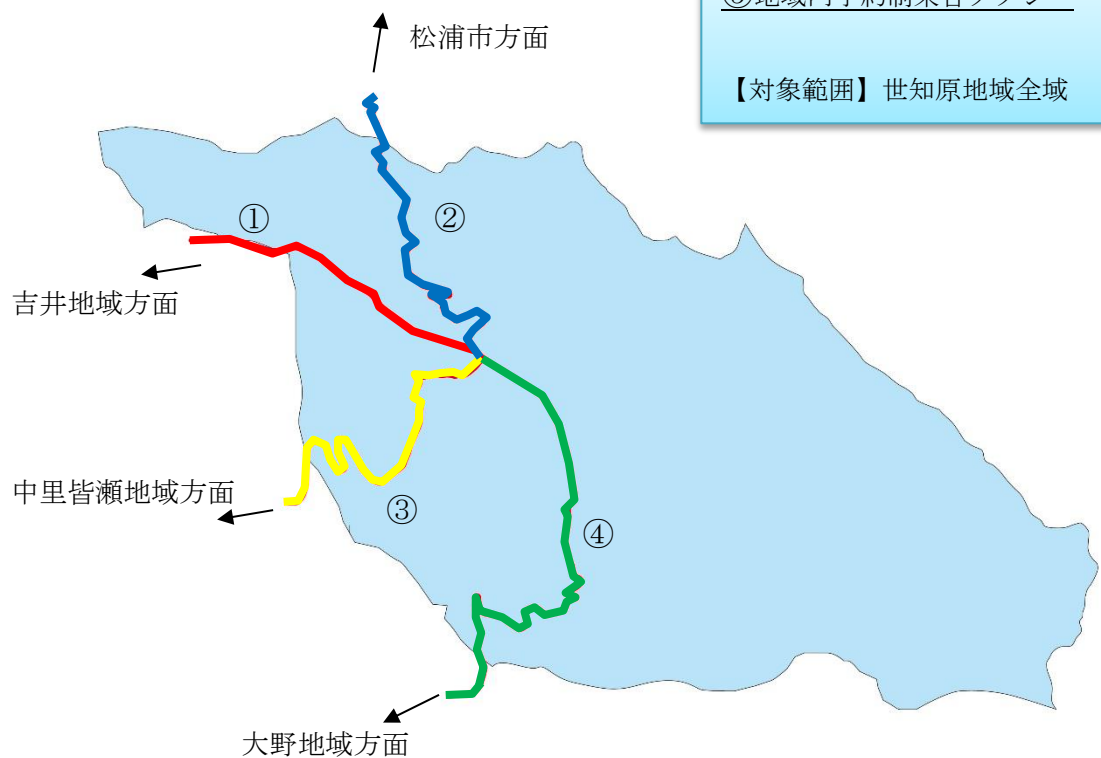 松浦市方面
【対象範囲】世知原地域全域
①
②
吉井地域方面
中里皆瀬地域方面
③
④
大野地域方面